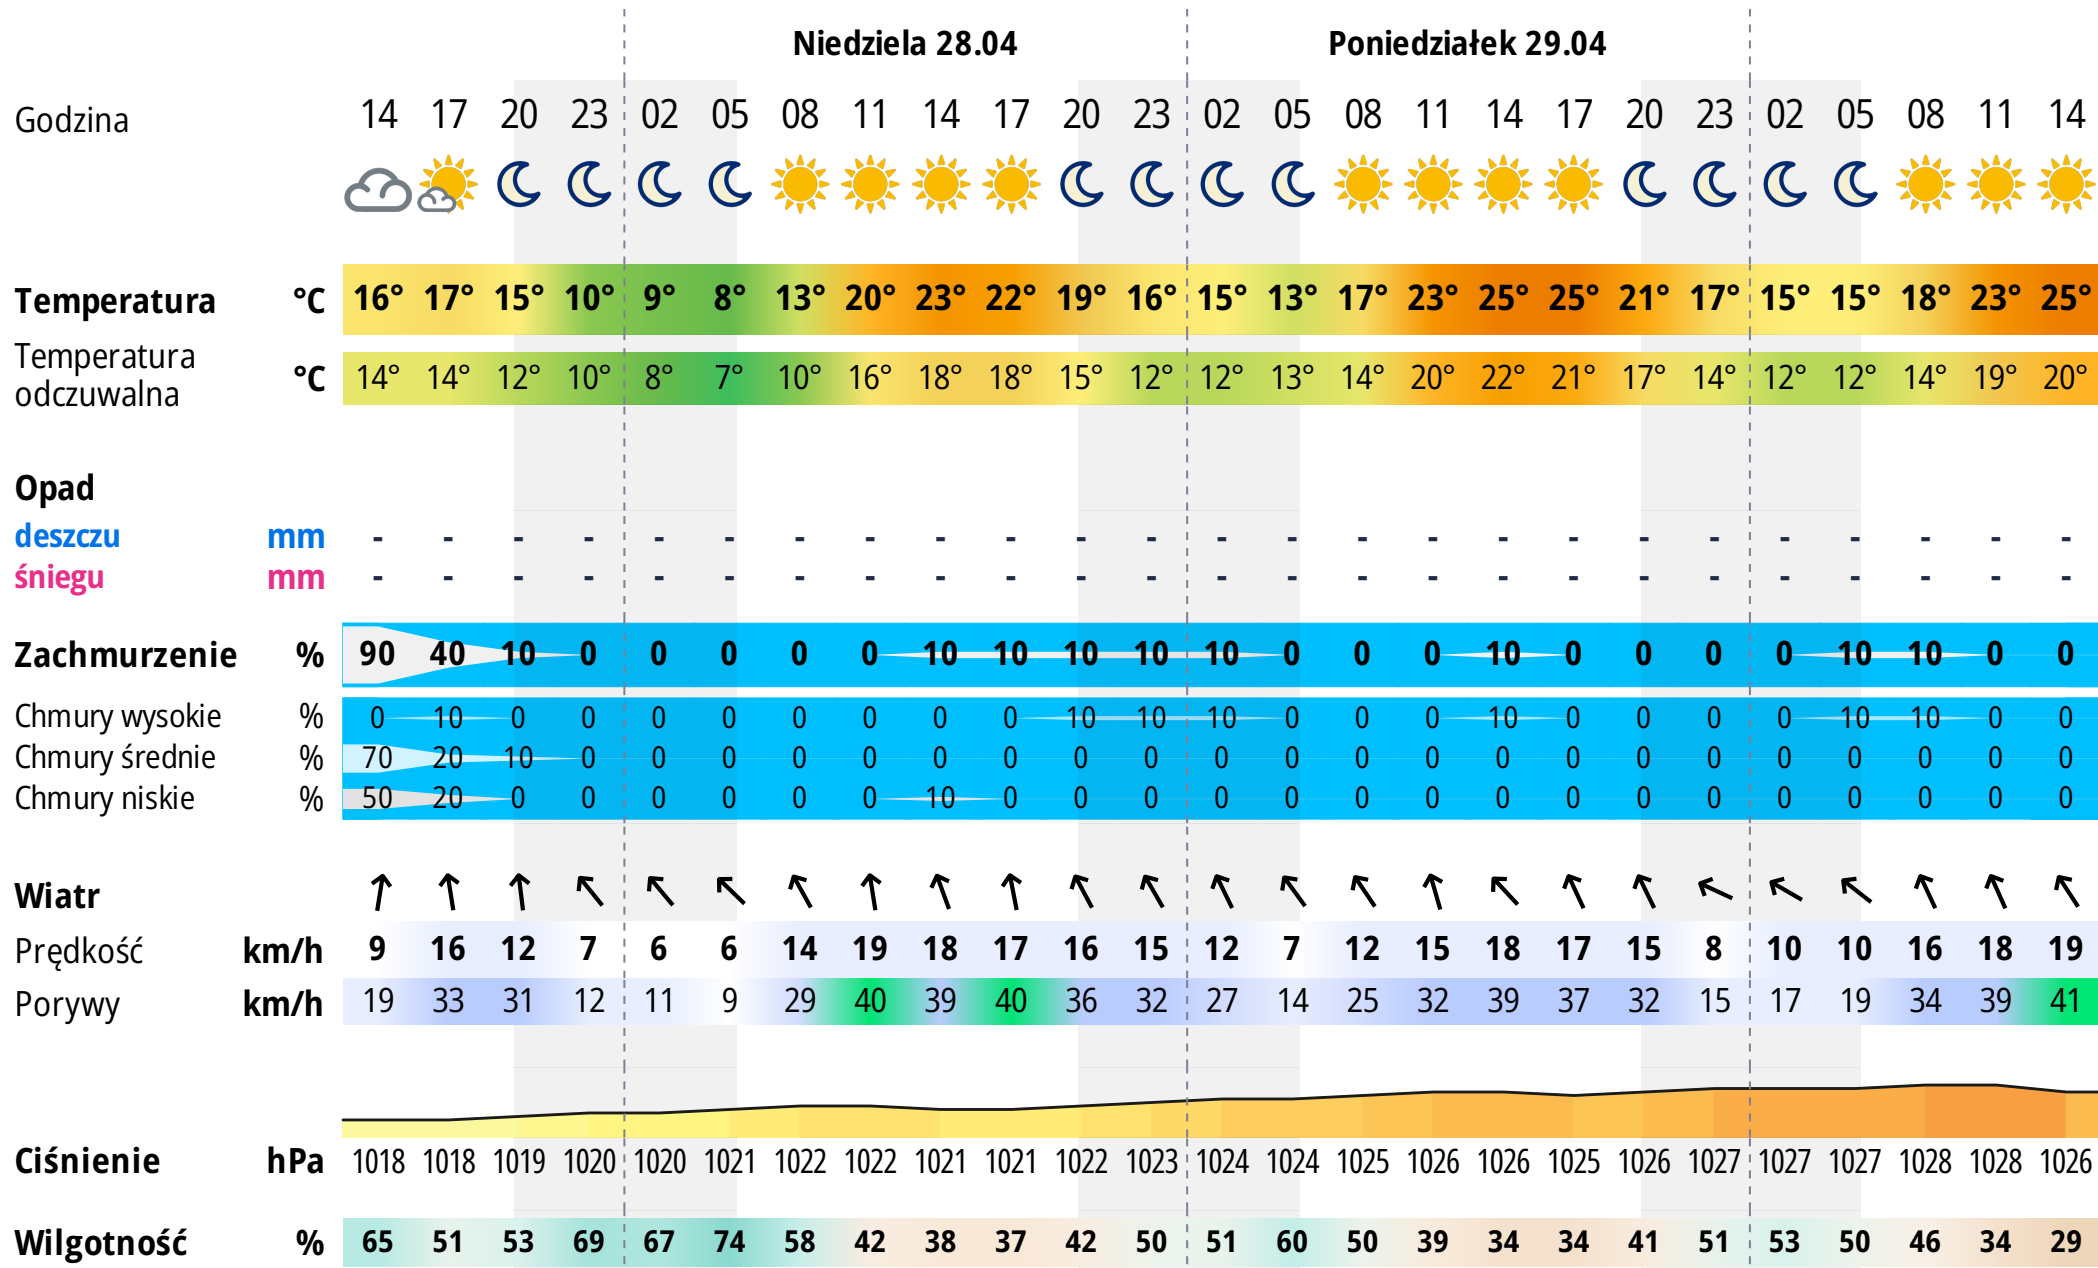 Niedziela 28.04 Poniedziałek 29.04
Godzina 14 17 20 23 02 05 08 11 14 17 20 23 02 05 08 11 14 17 20 23 02 05 08 11 14
Temperatura °C 16° 17° 15° 10° 9° 8° 13° 20° 23° 22° 19° 16° 15° 13° 17° 23° 25° 25° 21° 17° 15° 15° 18° 23° 25°
Temperatura
odczuwalna °C 14° 14° 12° 10° 8° 7° 10° 16° 18° 18° 15° 12° 12° 13° 14° 20° 22° 21° 17° 14° 12° 12° 14° 19° 20°
Opad
deszczu mm - - - - - - - - - - - - - - - - - - - - - - - - -
śniegu mm - - - - - - - - - - - - - - - - - - - - - - - - -
Zachmurzenie % 90 40 10 0 0 0 0 0 10 10 10 10 10 0 0 0 10 0 0 0 0 10 10 0 0
Chmury wysokie % 0 10 0 0 0 0 0 0 0 0 10 10 10 0 0 0 10 0 0 0 0 10 10 0 0
Chmury średnie % 70 20 10 0 0 0 0 0 0 0 0 0 0 0 0 0 0 0 0 0 0 0 0 0 0
Chmury niskie % 50 20 0 0 0 0 0 0 10 0 0 0 0 0 0 0 0 0 0 0 0 0 0 0 0
Wiatr
Prędkość km/h 9 16 12 7 6 6 14 19 18 17 16 15 12 7 12 15 18 17 15 8 10 10 16 18 19
Porywy km/h 19 33 31 12 11 9 29 40 39 40 36 32 27 14 25 32 39 37 32 15 17 19 34 39 41
Ciśnienie hPa 1018 1018 1019 1020 1020 1021 1022 1022 1021 1021 1022 1023 1024 1024 1025 1026 1026 1025 1026 1027 1027 1027 1028 1028 1026
Wilgotność % 65 51 53 69 67 74 58 42 38 37 42 50 51 60 50 39 34 34 41 51 53 50 46 34 29